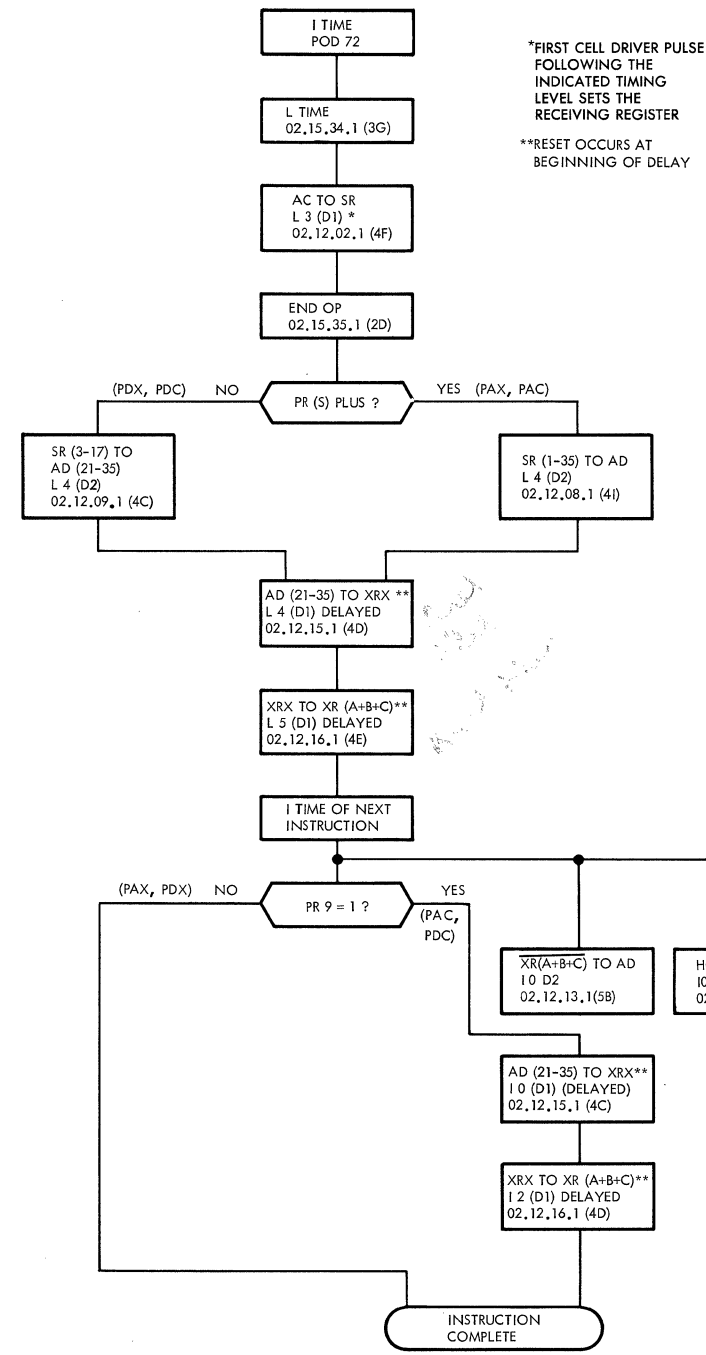 I TIME
POD 72
*FIRST CELL DRIVER PULSE
FOLLOWING THE
INDICATED TIMING
LEVEL SETS THE
RECEIVING REGISTER
**RESET OCCURS AT
BEGINNING OF DELAY
L TIME
02.15.34.1 (3G)
AC TO SR
L 3 (D1) *
02.12.02.1 (4F)
END OP
02.15.35.1 (2D)
(PDX, PDC) NO
PR (S) PLUS ?
YES (PAX, PAC)
SR (3-17) TO
AD (21-35)
L 4 (D2)
02.12.09.1 (4C)
SR (1-35) TO AD
L 4 (D2)
02.12.08.1 (4I)
AD (21-35) TO XRX **
L 4 (D1) DELAYED
02.12.15.1 (4D)
XRX TO XR (A+B+C)**
L 5 (D1) DELAYED
02.12.16.1 (4E)
I TIME OF NEXT
INSTRUCTION
(PAX, PDX) NO
PR 9 = 1 ?
YES
(PAC,
PDC)
XR(A+B+C) TO AD
I 0 D2
02.12.13.1(5B)
H
I0
02
AD (21-35) TO XRX**
I 0 (D1) (DELAYED)
02.12.15.1 (4C)
XRX TO XR (A+B+C)**
I 2 (D1) DELAYED
02.12.16.1 (4D)
INSTRUCTION
COMPLETE